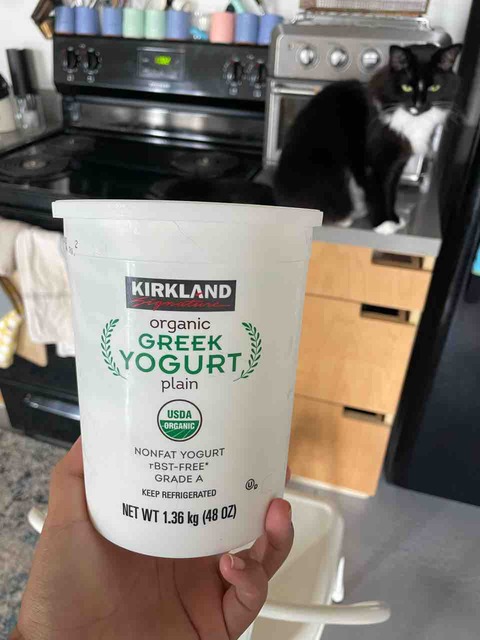 KIRKLAND
Signature
organic
GREEK
YOGURT
plain
USDA
ORGANIC
NONFAT YOGURT
rBST-FREE*
GRADE A
KEEP REFRIGERATED
NET WT 1.36 kg (48 OZ)